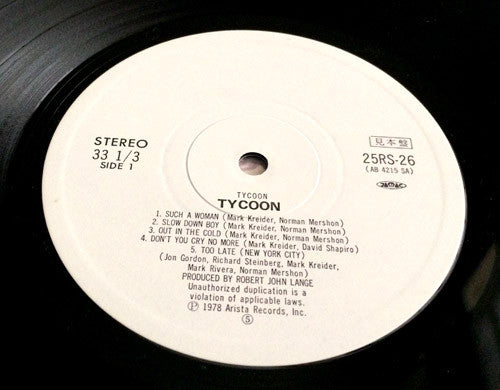 STEREO
33 1/3
SIDE 1
見本盤
25RS-26
(AB 4215 SA)
TYCOON
TYCOON
1. SUCH A WOMAN (Mark Kreider, Norman Mershon)
2. SLOW DOWN BOY (Mark Kreider, Norman Mershon)
3. OUT IN THE COLD (Mark Kreider, Norman Mershon)
4. DON'T YOU CRY NO MORE (Mark Kreider, David Shapiro)
5. TOO LATE (NEW YORK CITY)
(Jon Gordon, Richard Steinberg, Mark Kreider,
Mark Rivera, Norman Mershon)
PRODUCED BY ROBERT JOHN LANGE
Unauthorized duplication is a
violation of applicable laws.
Ⓟ 1978 Arista Records, Inc.
⑤